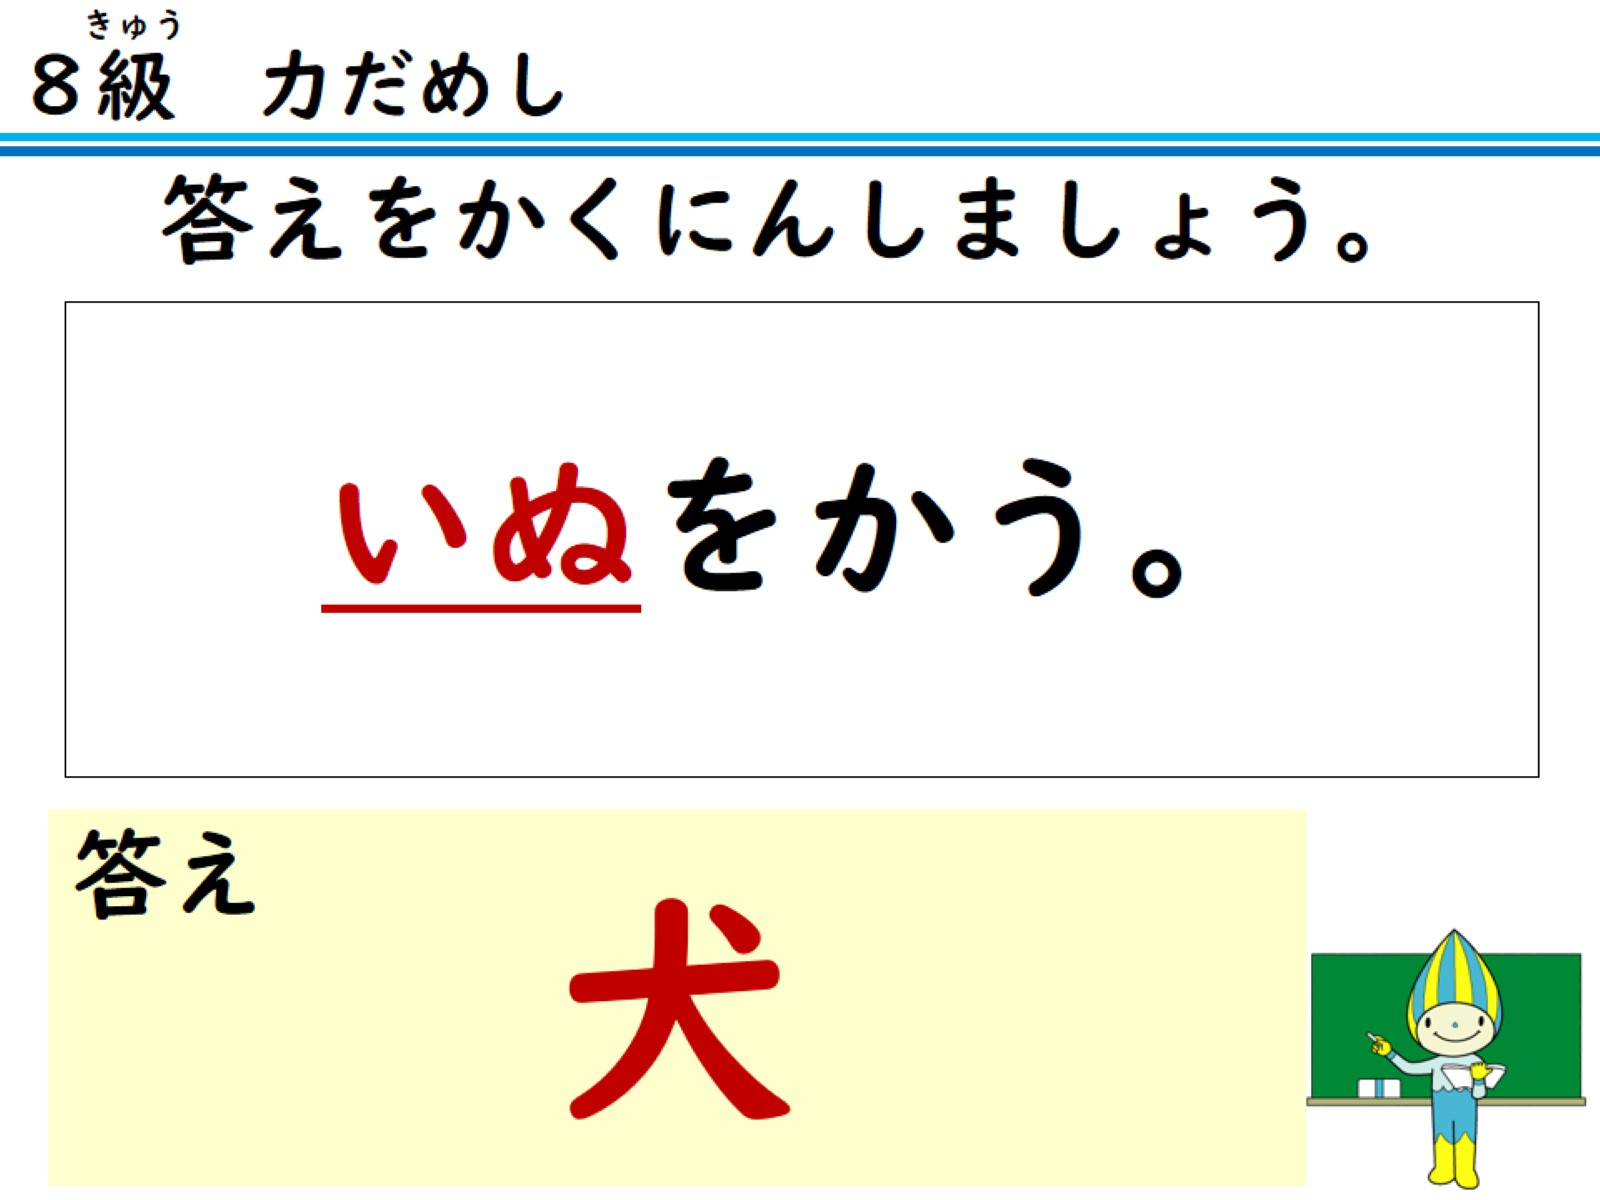 きゅう
８級　力だめし
答えをかくにんしましょう。
いぬをかう。
答え
犬